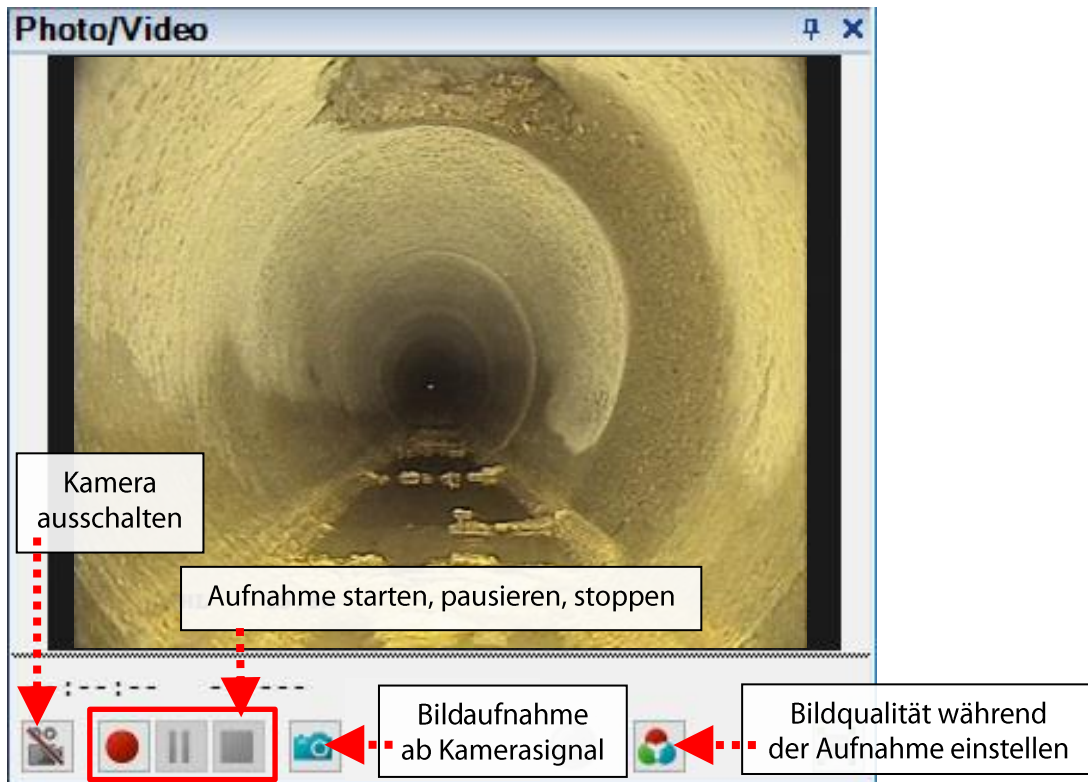 Photo/Video
Kamera
ausschalten
Aufnahme starten, pausieren, stoppen
:--:--
Bildaufnahme
ab Kamerasignal
Bildqualität während
der Aufnahme einstellen